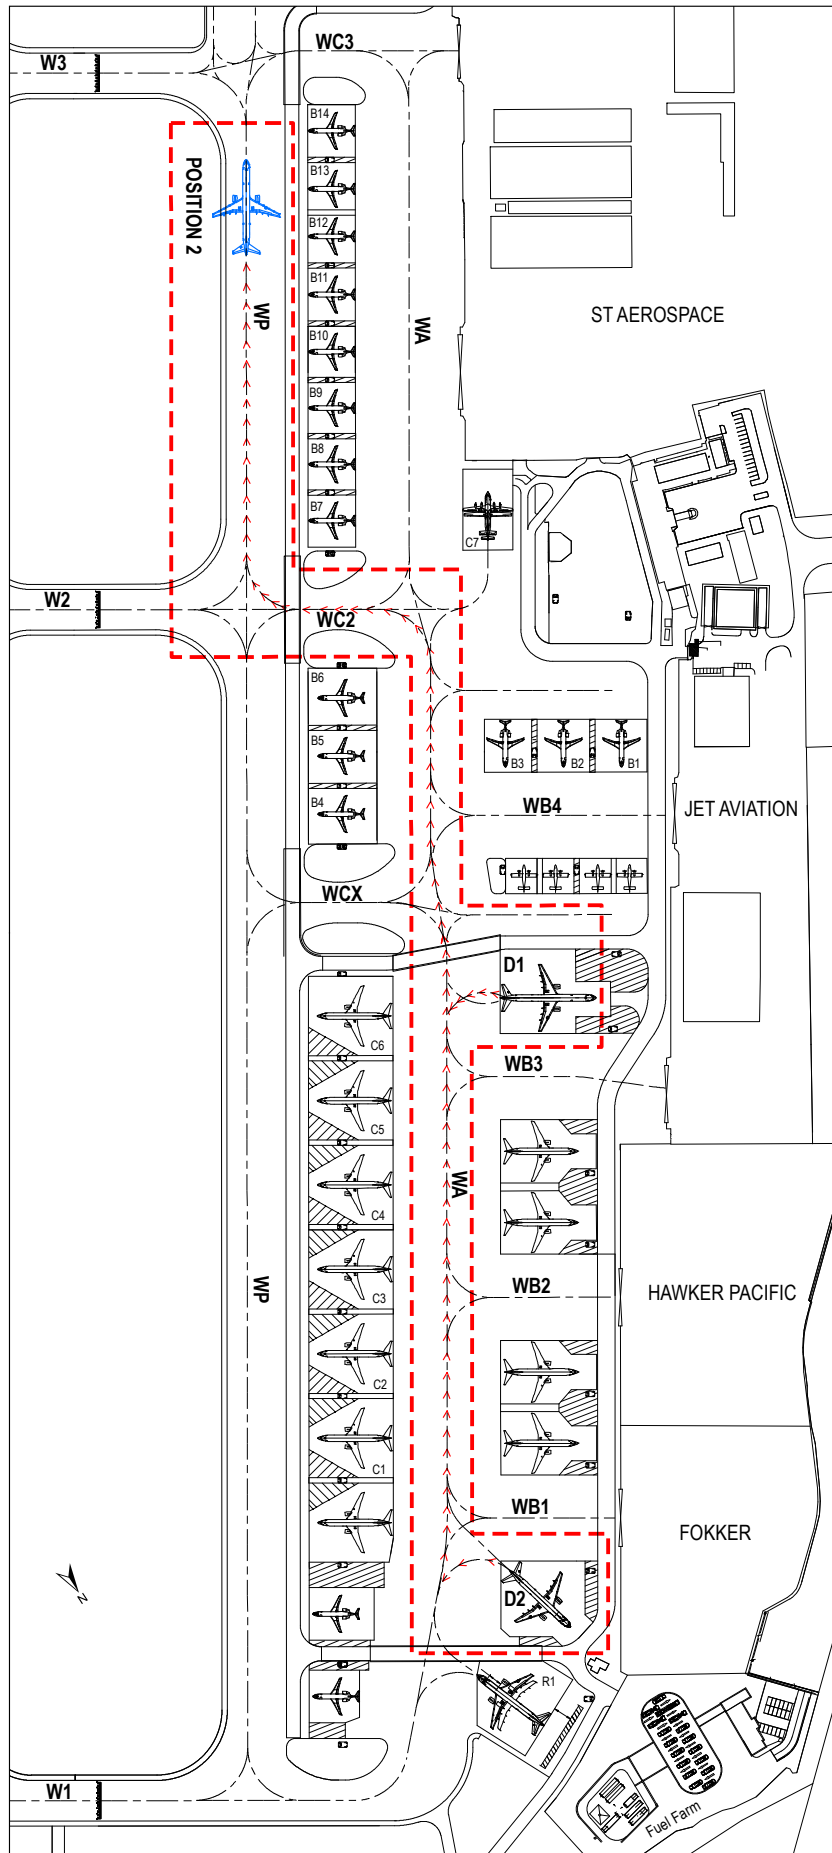 WC3
W3
B14
B13
POSITION 2
B12
B11
WP
WA
ST AEROSPACE
B10
B9
B8
B7
C7
W2
WC2
B6
B5
B4
B3
B2
B1
WB4
JET AVIATION
WCX
D1
C6
WB3
C5
WA
C4
WP
C3
WB2
HAWKER PACIFIC
C2
C1
WB1
FOKKER
N
D2
R1
W1
Fuel Farm